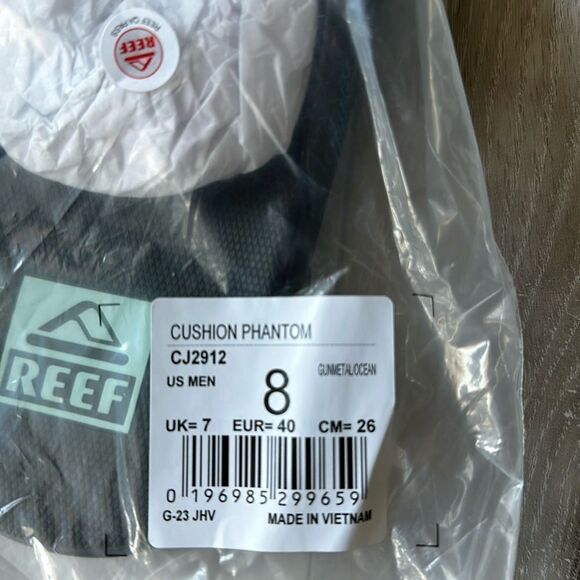 REEF
CUSHION PHANTOM
CJ2912
US MEN 8 GUNMETAL/OCEAN
UK= 7 EUR= 40 CM= 26
0 196985 299659
G-23 JHV MADE IN VIETNAM
REEF